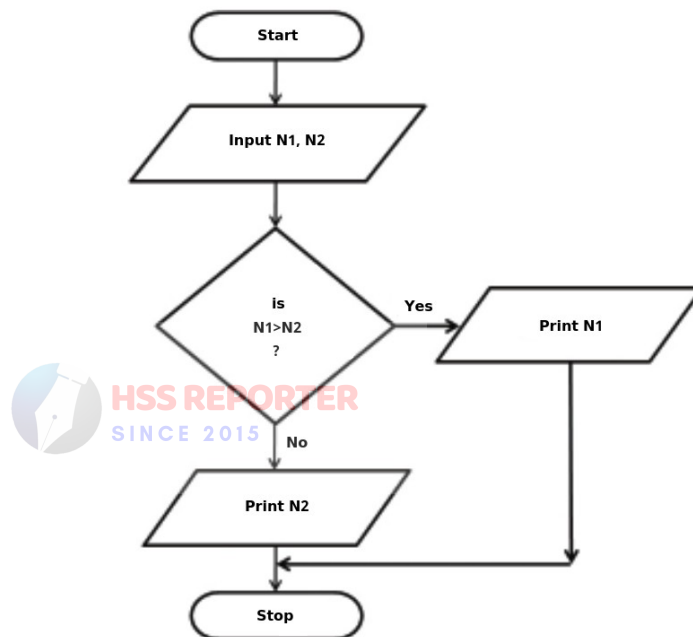 Start
Input N1, N2
is
N1>N2
?
Yes
Print N1
HSS REPORTER
SINCE 2015
No
Print N2
Stop